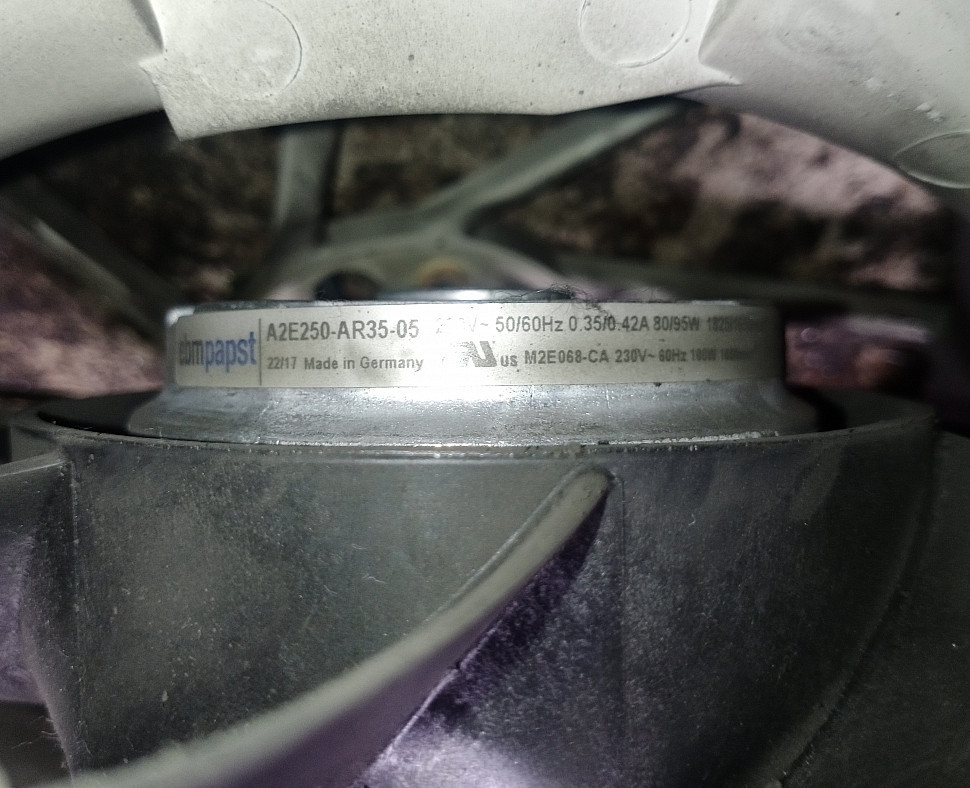 ebmpapst
A2E250-AR35-05 50/60Hz 0.35/0.42A 80/95W
22/17 Made in Germany us M2E068-CA 230V~ 60Hz